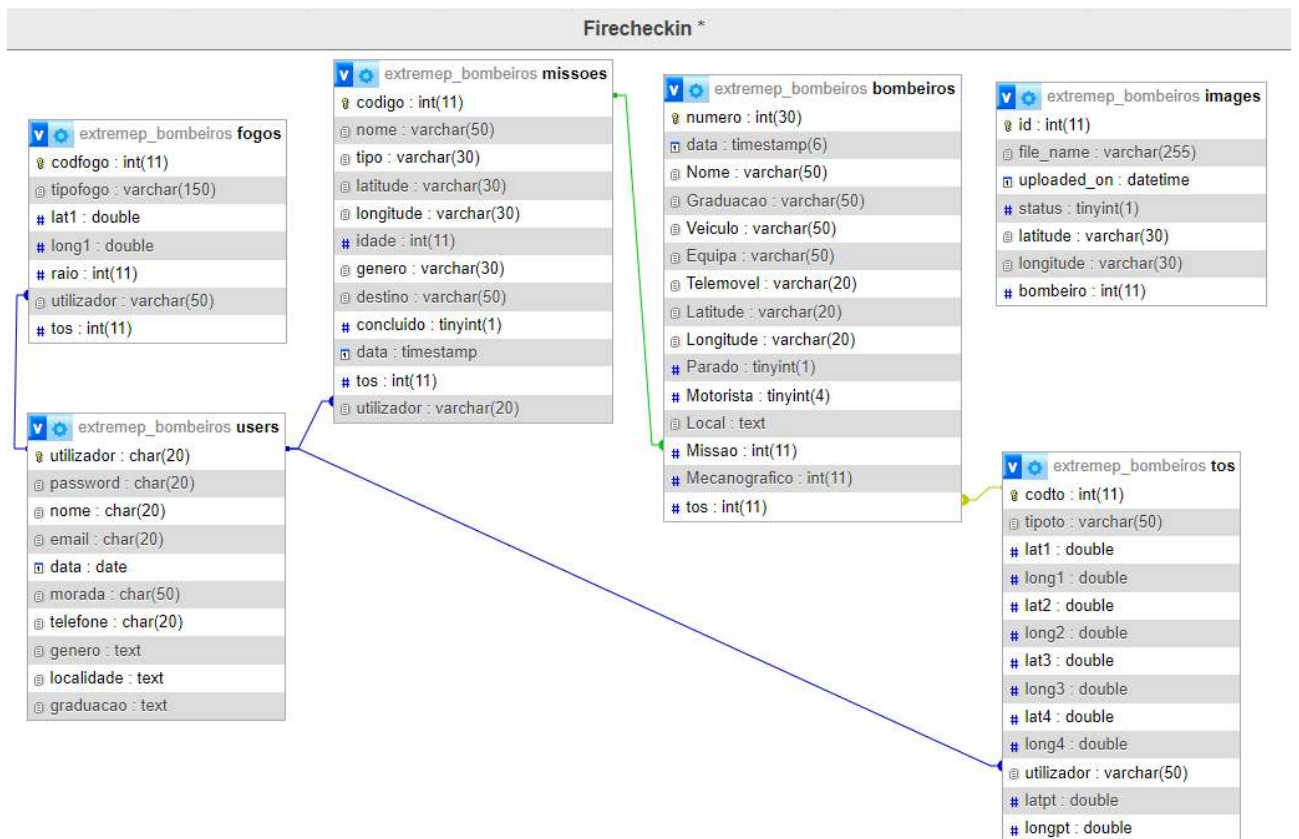 Firecheckin *
extremep_bombeiros fogos
codfogo : int(11)
tipofogo : varchar(150)
lat1 : double
long1 : double
raio : int(11)
utilizador : varchar(50)
tos : int(11)
extremep_bombeiros users
utilizador : char(20)
password : char(20)
nome : char(20)
email : char(20)
data : date
morada : char(50)
telefone : char(20)
genero : text
localidade : text
graduacao : text
extremep_bombeiros missoes
codigo : int(11)
nome : varchar(50)
tipo : varchar(30)
latitude : varchar(30)
longitude : varchar(30)
idade : int(11)
genero : varchar(30)
destino : varchar(50)
concluido : tinyint(1)
data : timestamp
tos : int(11)
utilizador : varchar(20)
extremep_bombeiros bombeiros
numero : int(30)
data : timestamp(6)
Nome : varchar(50)
Graduacao : varchar(50)
Veiculo : varchar(50)
Equipa : varchar(50)
Telemovel : varchar(20)
Latitude : varchar(20)
Longitude : varchar(20)
Parado : tinyint(1)
Motorista : tinyint(4)
Local : text
Missao : int(11)
Mecanografico : int(11)
tos : int(11)
extremep_bombeiros images
id : int(11)
file_name : varchar(255)
uploaded_on : datetime
status : tinyint(1)
latitude : varchar(30)
longitude : varchar(30)
bombeiro : int(11)
extremep_bombeiros tos
codto : int(11)
tipoto : varchar(50)
lat1 : double
long1 : double
lat2 : double
long2 : double
lat3 : double
long3 : double
lat4 : double
long4 : double
utilizador : varchar(50)
latpt : double
longpt : double